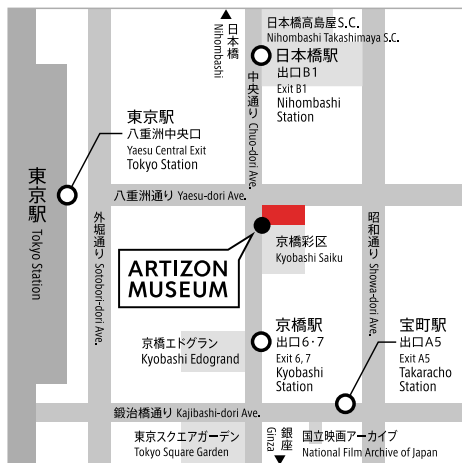 日本橋
Nihombashi
日本橋高島屋S.C.
Nihombashi Takashimaya S.C.
日本橋駅
出口B1
Exit B1
Nihombashi
Station
中央通り Chuo-dori Ave.
東京駅
八重洲中央口
Yaesu Central Exit
Tokyo Station
東京駅 Tokyo Station
八重洲通り Yaesu-dori Ave.
外堀通り Sotobori-dori Ave.
昭和通り Showa-dori Ave.
京橋彩区
Kyobashi Saiku
ARTIZON
MUSEUM
京橋エドグラン
Kyobashi Edogrand
京橋駅
出口6・7
Exit 6, 7
Kyobashi
Station
宝町駅
出口A5
Exit A5
Takaracho
Station
鍛治橋通り Kajibashi-dori Ave.
東京スクエアガーデン
Tokyo Square Garden
銀座
Ginza
国立映画アーカイブ
National Film Archive of Japan